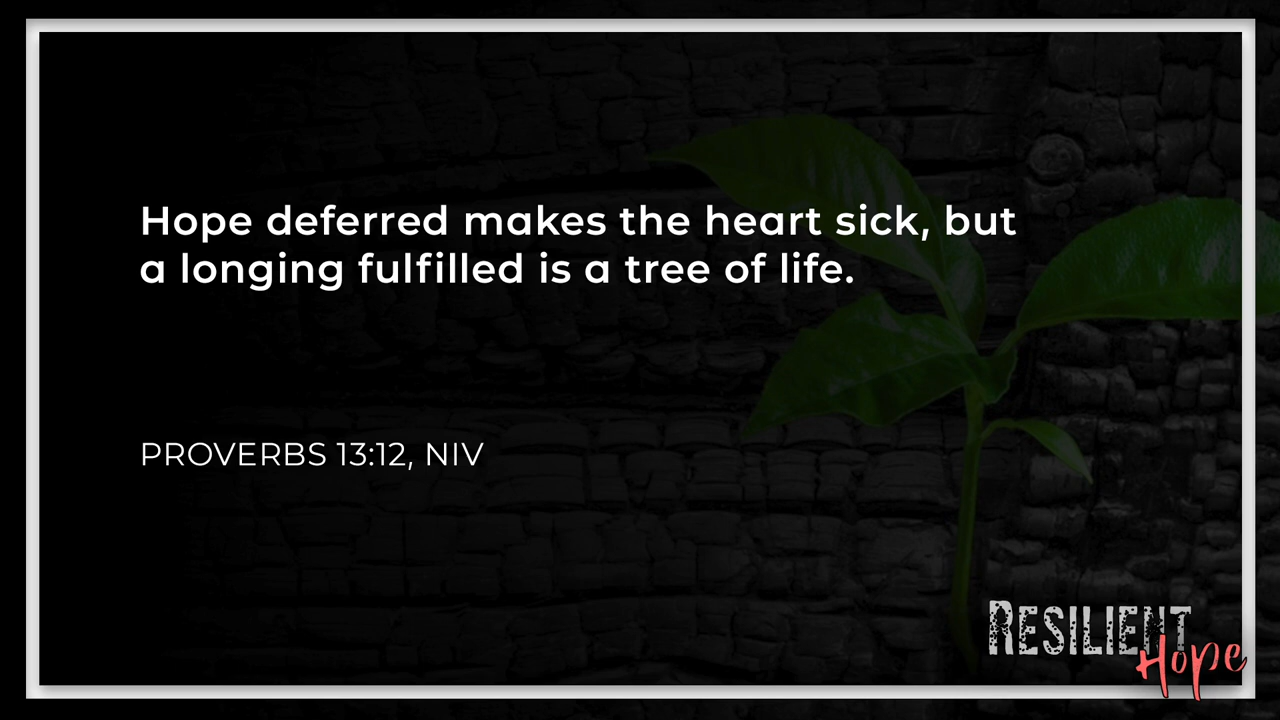 Hope deferred makes the heart sick, but
a longing fulfilled is a tree of life.
PROVERBS 13:12, NIV
RESILIENT
Hope